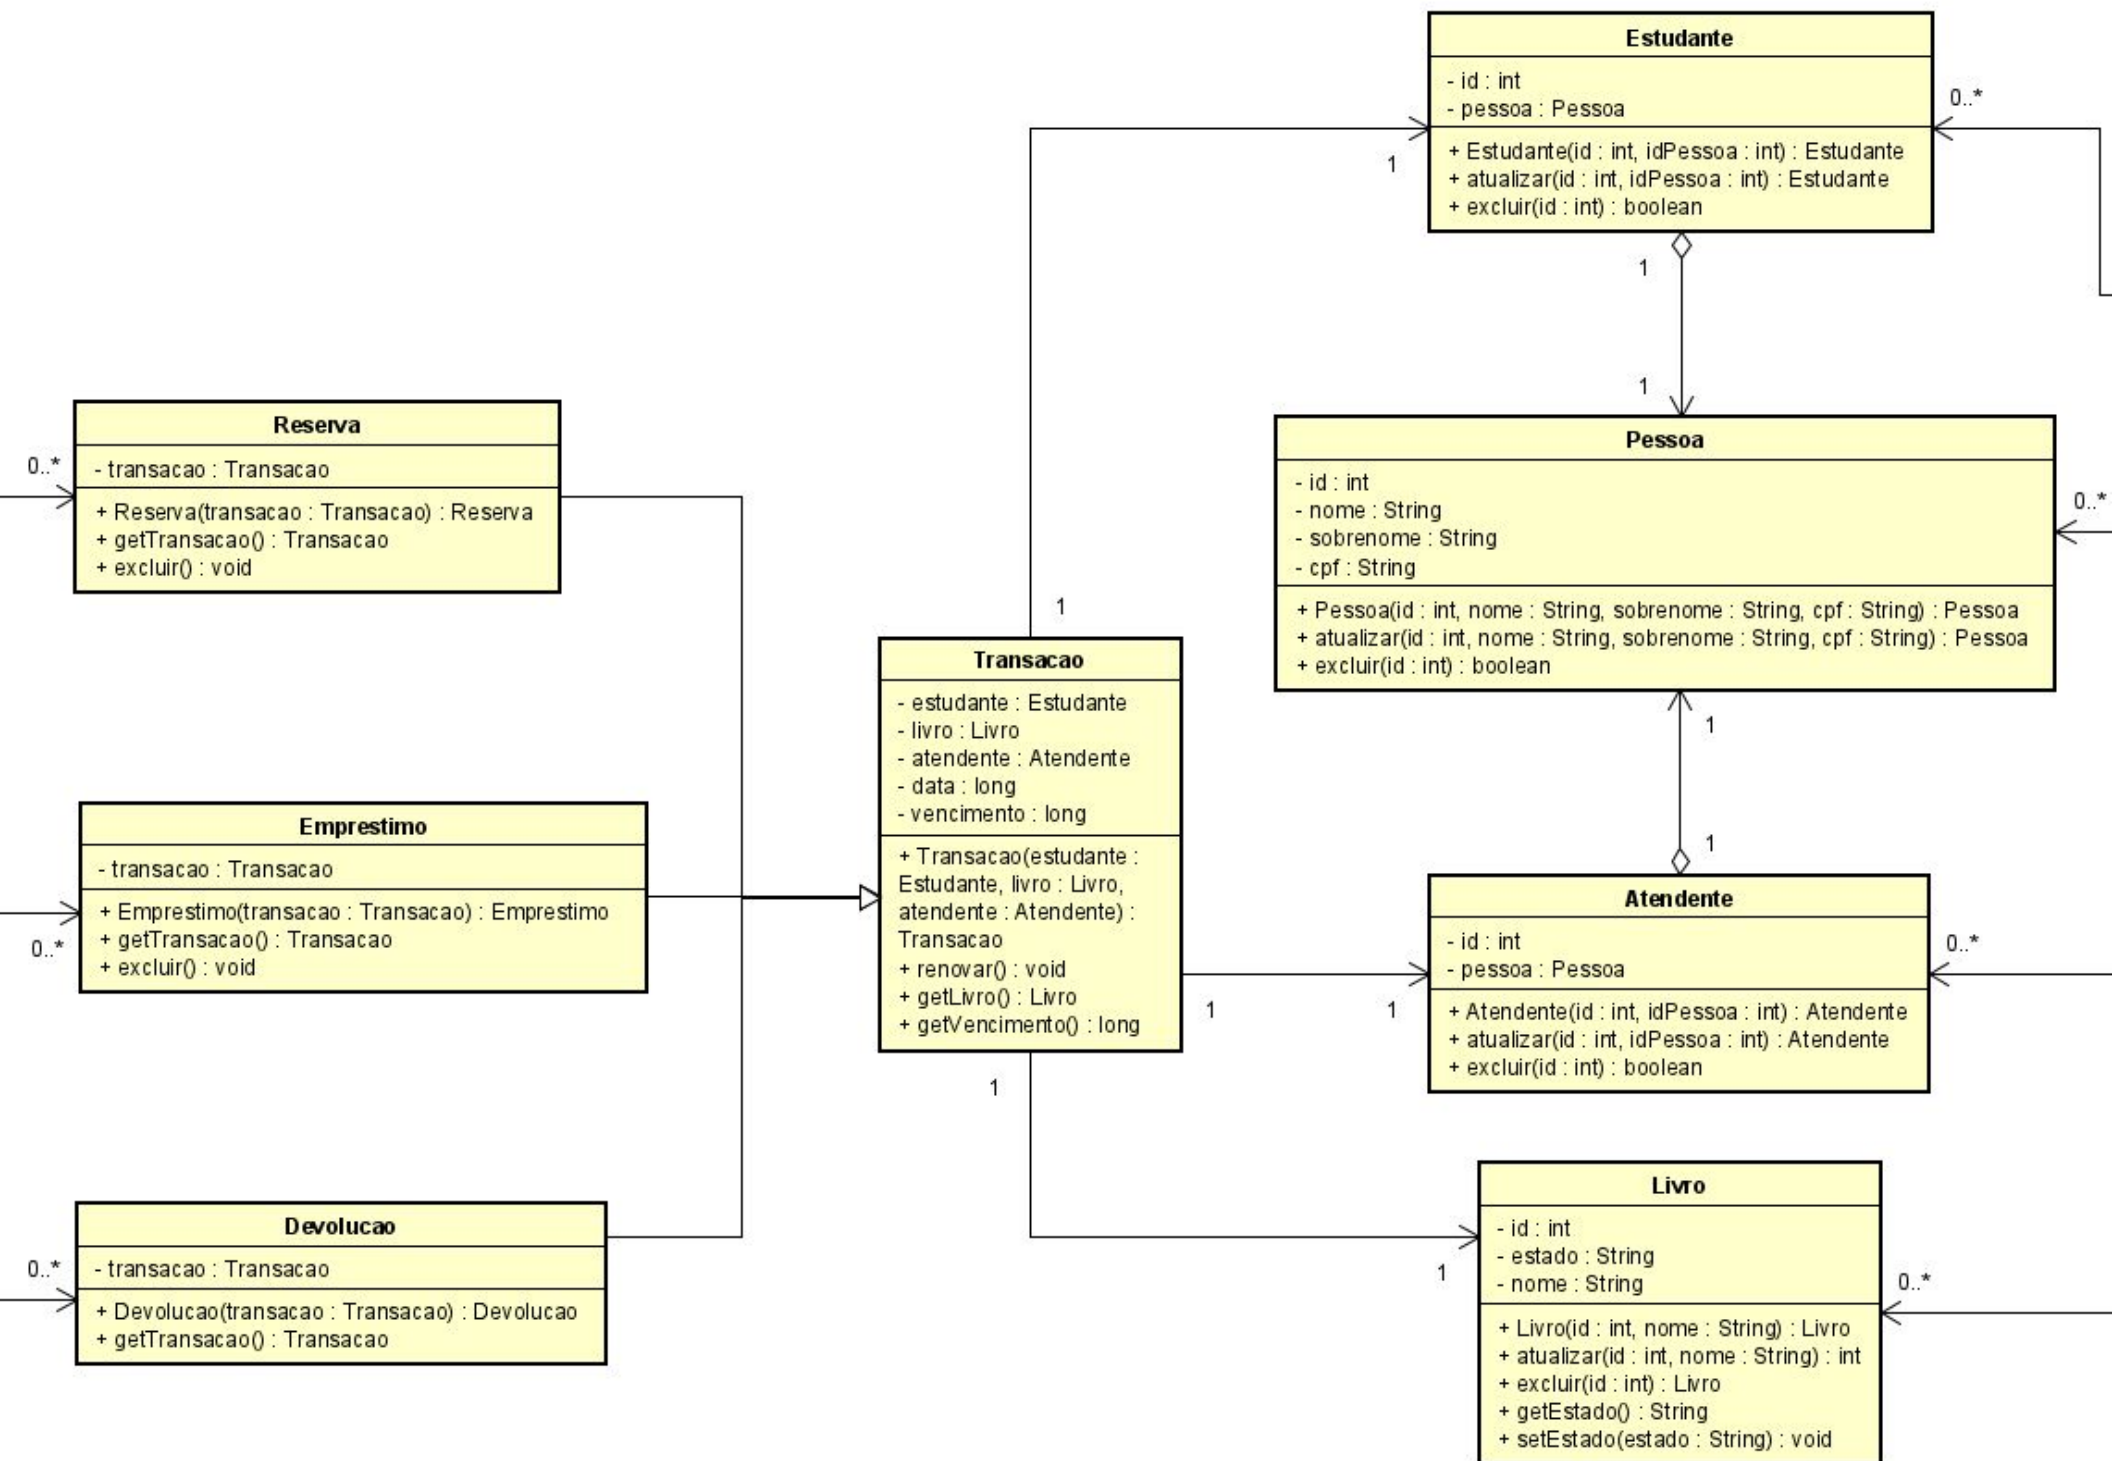 Estudante
- id : int
- pessoa : Pessoa
+ Estudante(id : int, idPessoa : int) : Estudante
+ atualizar(id : int, idPessoa : int) : Estudante
+ excluir(id : int) : boolean
0..*
1
1
1
Reserva
- transacao : Transacao
+ Reserva(transacao : Transacao) : Reserva
+ getTransacao() : Transacao
+ excluir() : void
0..*
Pessoa
- id : int
- nome : String
- sobrenome : String
- cpf : String
+ Pessoa(id : int, nome : String, sobrenome : String, cpf : String) : Pessoa
+ atualizar(id : int, nome : String, sobrenome : String, cpf : String) : Pessoa
+ excluir(id : int) : boolean
0..*
1
1
1
Transacao
- estudante : Estudante
- livro : Livro
- atendente : Atendente
- data : long
- vencimento : long
+ Transacao(estudante :
Estudante, livro : Livro,
atendente : Atendente) :
Transacao
+ renovar() : void
+ getLivro() : Livro
+ getVencimento() : long
1
1
1
Emprestimo
- transacao : Transacao
+ Emprestimo(transacao : Transacao) : Emprestimo
+ getTransacao() : Transacao
+ excluir() : void
0..*
Atendente
- id : int
- pessoa : Pessoa
+ Atendente(id : int, idPessoa : int) : Atendente
+ atualizar(id : int, idPessoa : int) : Atendente
+ excluir(id : int) : boolean
0..*
Devolucao
- transacao : Transacao
+ Devolucao(transacao : Transacao) : Devolucao
+ getTransacao() : Transacao
0..*
Livro
- id : int
- estado : String
- nome : String
+ Livro(id : int, nome : String) : Livro
+ atualizar(id : int, nome : String) : int
+ excluir(id : int) : Livro
+ getEstado() : String
+ setEstado(estado : String) : void
0..*
1